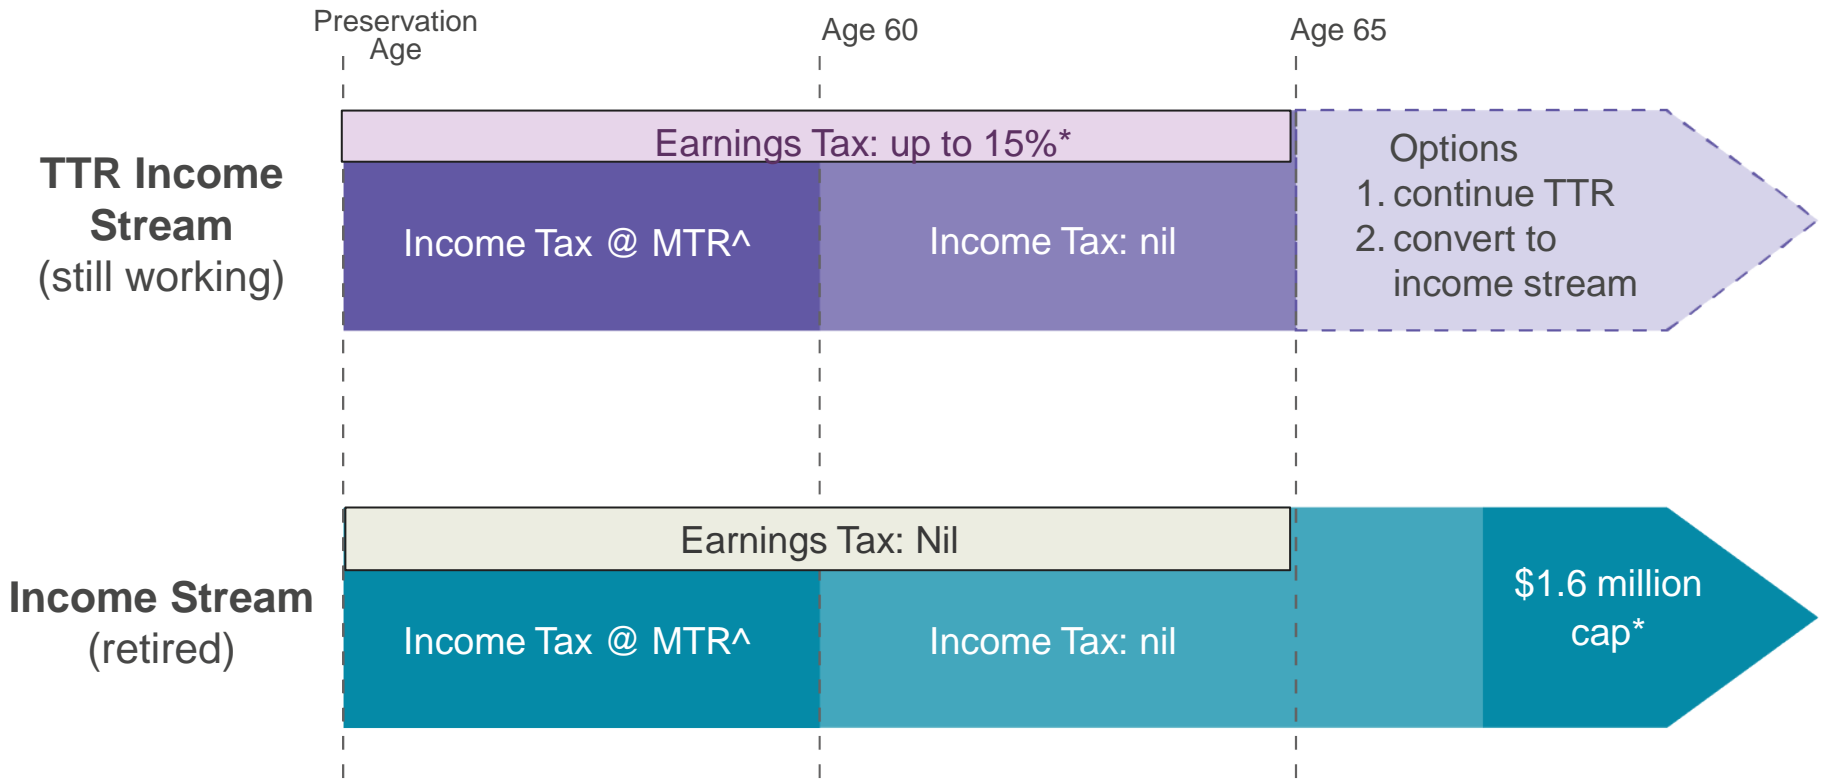 Preservation
Age
Age 60
Age 65
TTR Income
Stream
(still working)
Earnings Tax: up to 15%*
Income Tax @ MTR^
Income Tax: nil
Options
1. continue TTR
2. convert to
income stream
Income Stream
(retired)
Earnings Tax: Nil
Income Tax @ MTR^
Income Tax: nil
$1.6 million
cap*